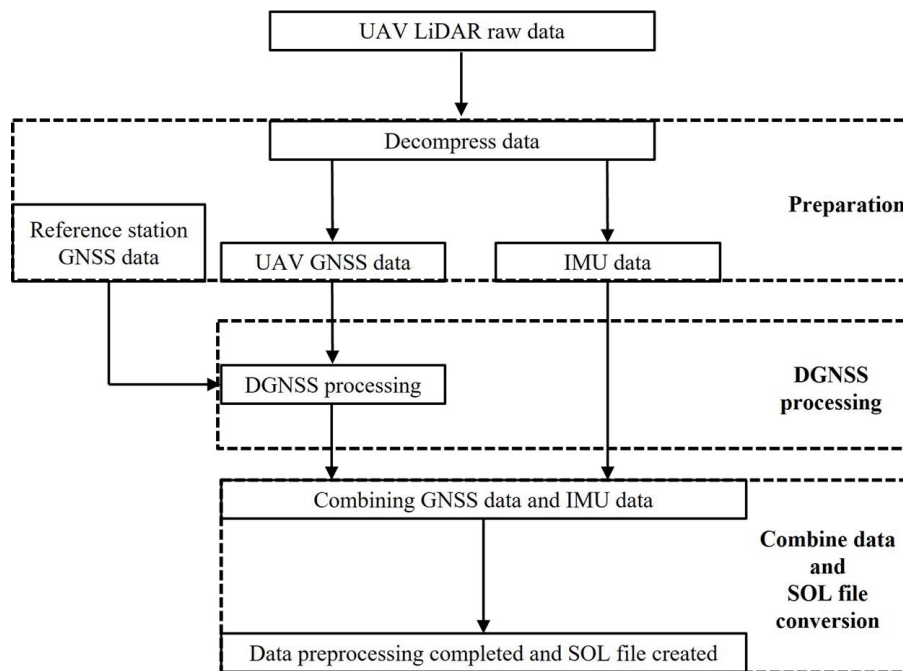 UAV LiDAR raw data
Decompress data
Preparation
Reference station
GNSS data
UAV GNSS data
IMU data
DGNSS processing
DGNSS
processing
Combining GNSS data and IMU data
Combine data
and
SOL file
conversion
Data preprocessing completed and SOL file created